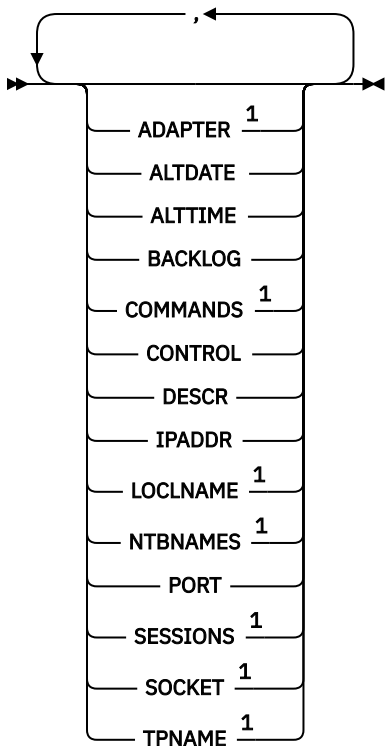 ,
ADAPTER 1
ALTDATE
ALTTIME
BACKLOG
COMMANDS 1
CONTROL
DESCR
IPADDR
LOCLNAME 1
NTBNAMES 1
PORT
SESSIONS 1
SOCKET 1
TPNAME 1